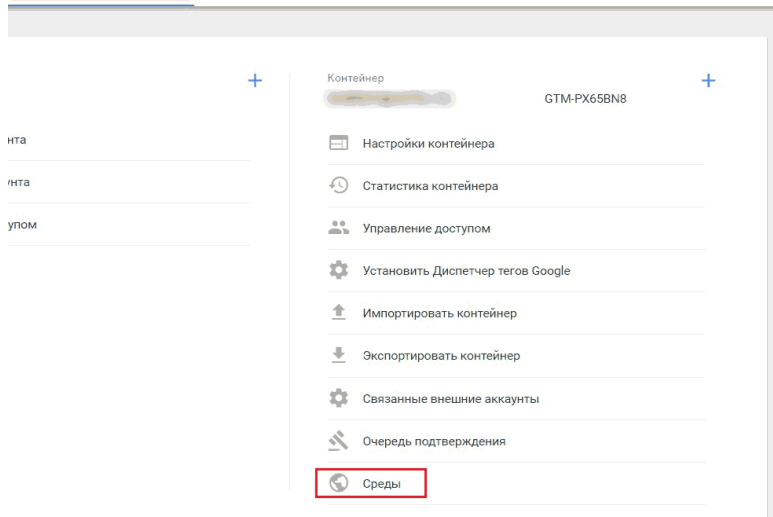 Контейнер
GTM-PX65BN8
нта
унта
упом
Настройки контейнера
Статистика контейнера
Управление доступом
Установить Диспетчер тегов Google
Импортировать контейнер
Экспортировать контейнер
Связанные внешние аккаунты
Очередь подтверждения
Среды